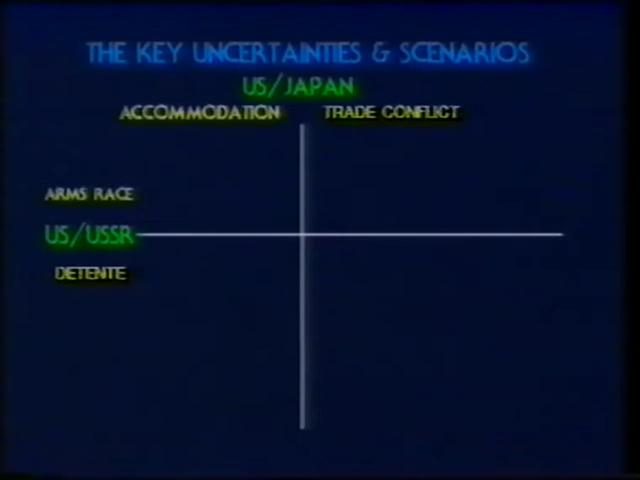 THE KEY UNCERTAINTIES & SCENARIOS
US/JAPAN
ACCOMMODATION TRADE CONFLICT
ARMS RACE
US/USSR
DETENTE